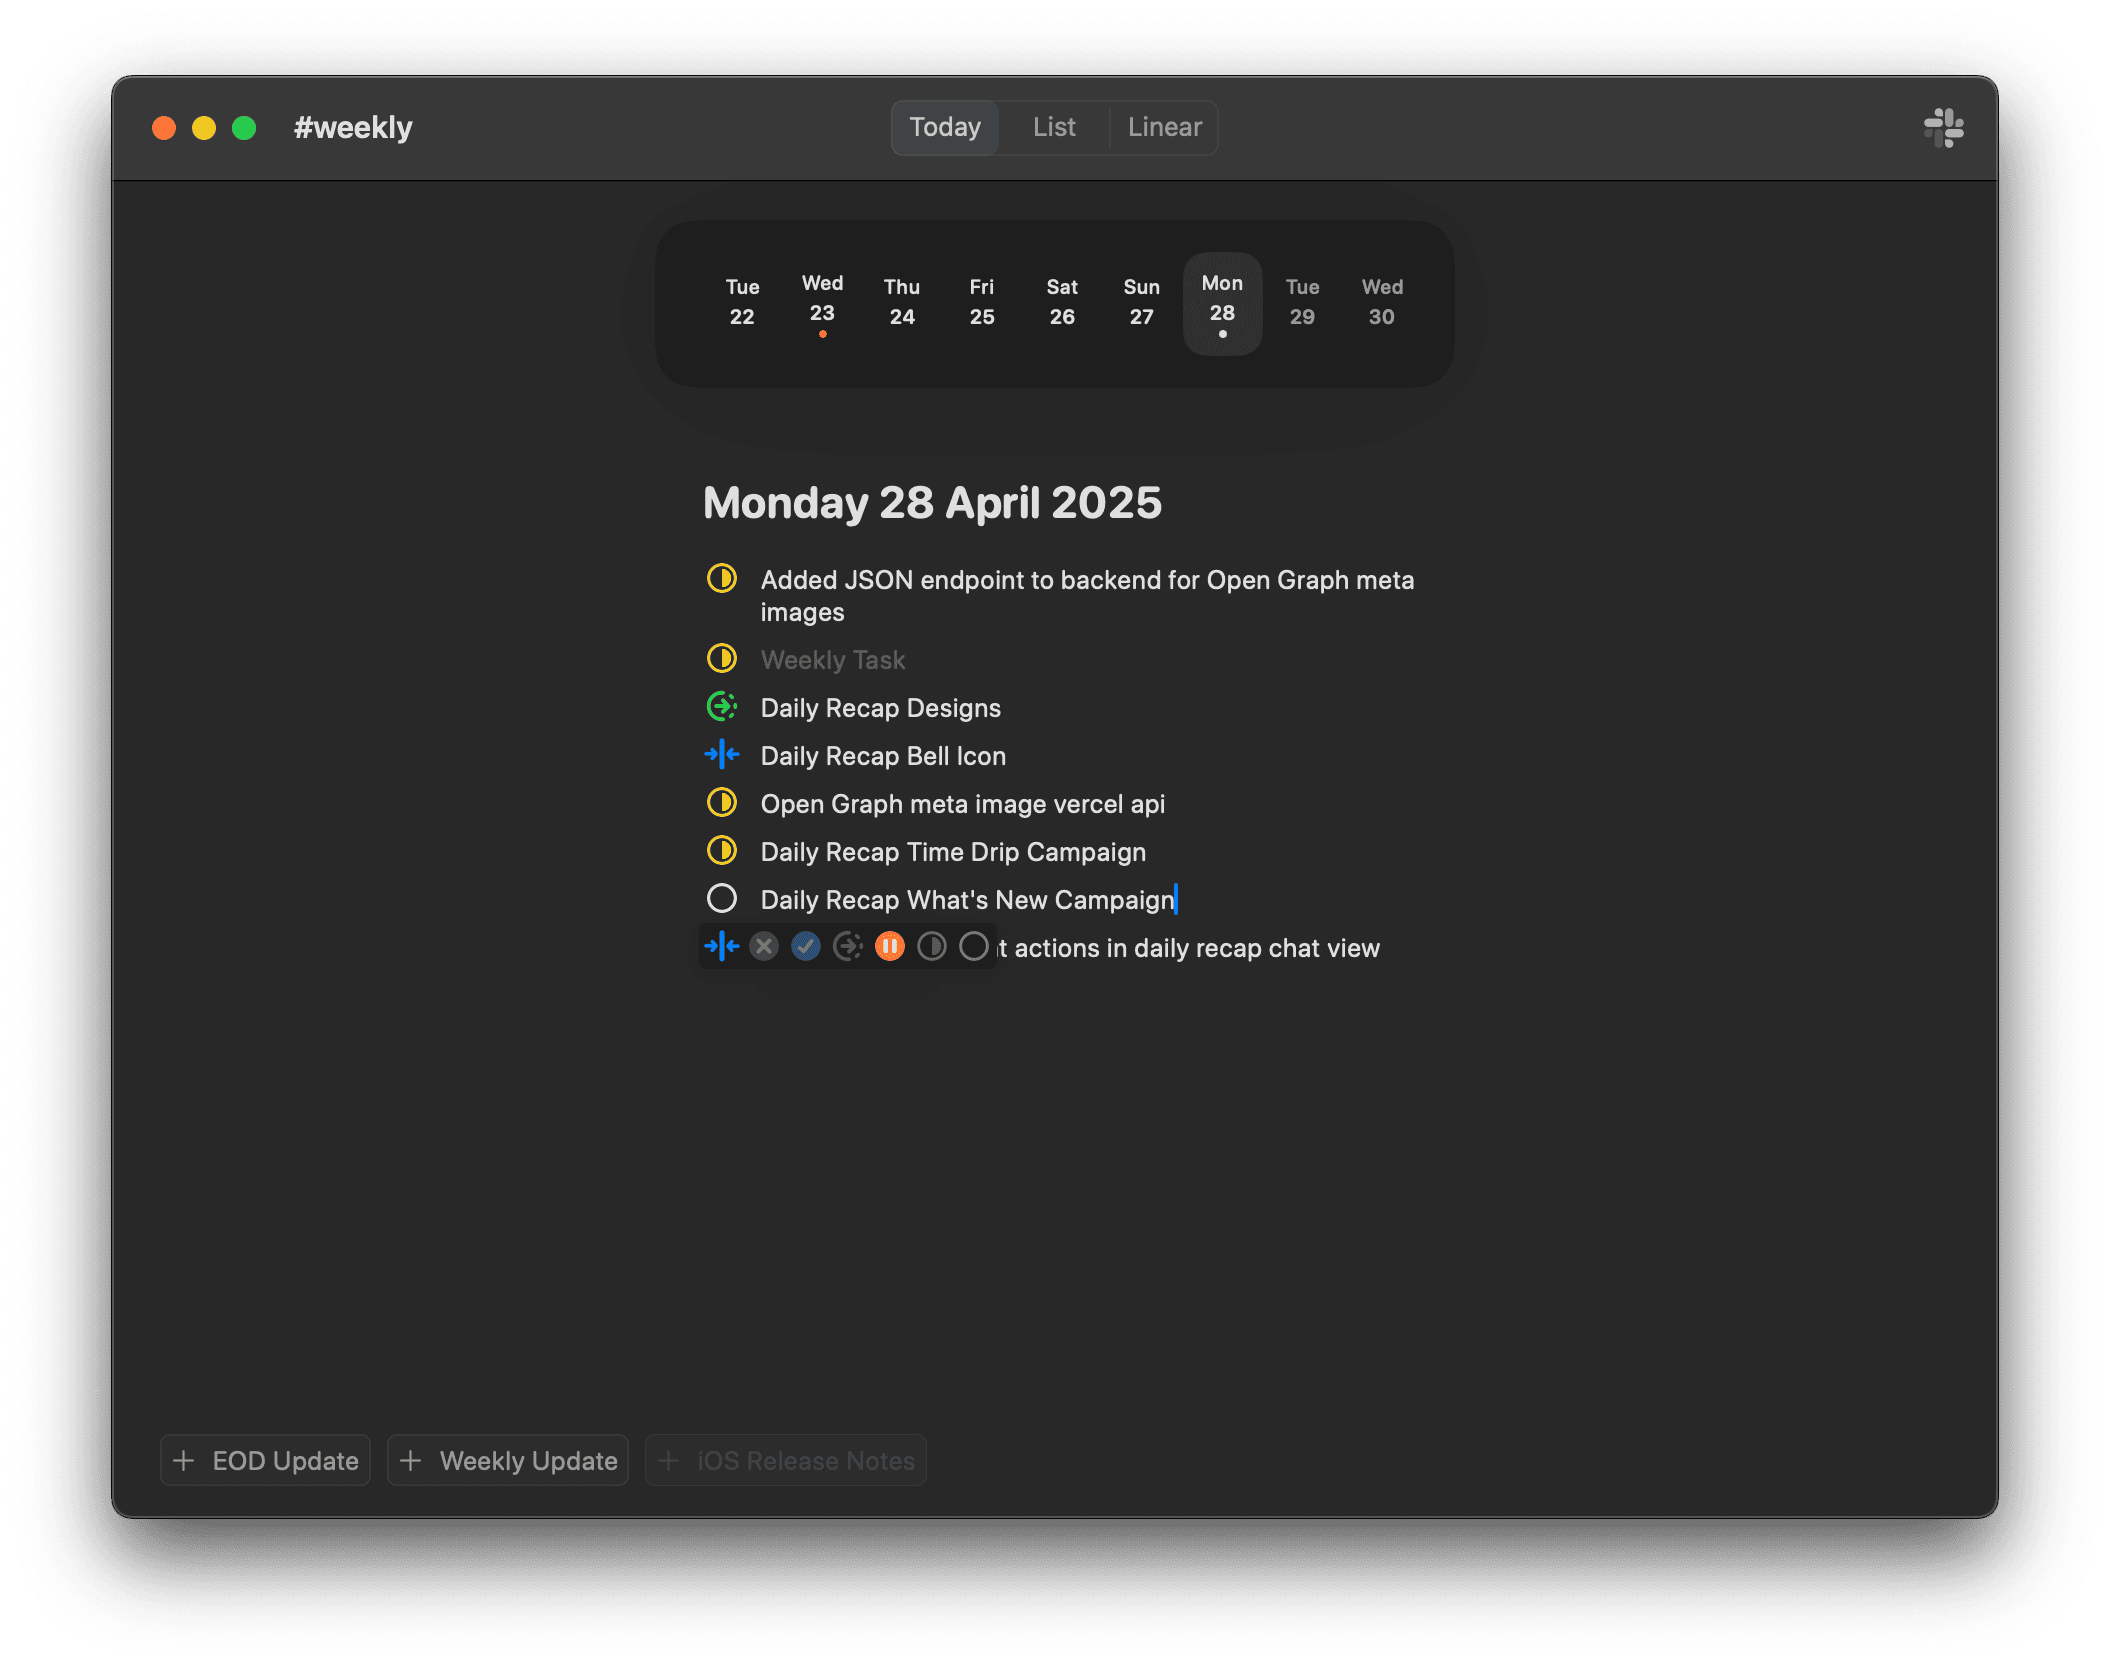 #weekly
Today List Linear
Tue Wed Thu Fri Sat Sun Mon Tue Wed
22 23 24 25 26 27 28 29 30
Monday 28 April 2025
Added JSON endpoint to backend for Open Graph meta
images
Weekly Task
Daily Recap Designs
Daily Recap Bell Icon
Open Graph meta image vercel api
Daily Recap Time Drip Campaign
Daily Recap What's New Campaign
actions in daily recap chat view
EOD Update Weekly Update iOS Release Notes